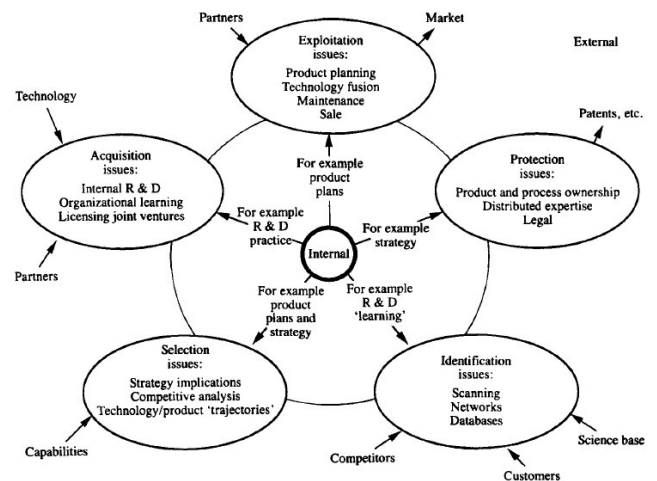 Partners
Market
External
Exploitation
issues:
Product planning
Technology fusion
Maintenance
Sale
Technology
Patents, etc.
Acquisition
issues:
Internal R & D
Organizational learning
Licensing joint ventures
Partners
Protection
issues:
Product and process ownership
Distributed expertise
Legal
For example
product
plans
For example
R & D
practice
For example
strategy
Internal
For example
product
plans and
strategy
For example
R & D
‘learning’
Selection
issues:
Strategy implications
Competitive analysis
Technology/product ‘trajectories’
Capabilities
Identification
issues:
Scanning
Networks
Databases
Science base
Competitors
Customers